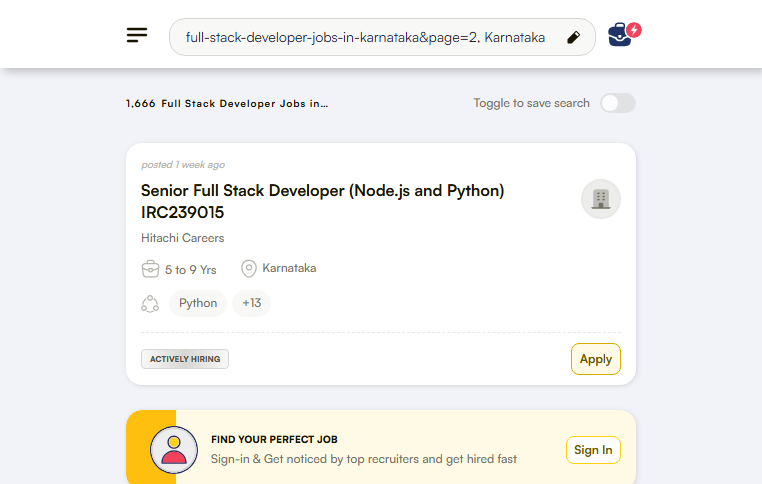 full-stack-developer-jobs-in-karnataka&page=2, Karnataka
1,666 Full Stack Developer Jobs in...
Toggle to save search
posted 1 week ago
Senior Full Stack Developer (Node.js and Python)
IRC239015
Hitachi Careers
5 to 9 Yrs
Karnataka
Python
+13
ACTIVELY HIRING
Apply
FIND YOUR PERFECT JOB
Sign-in & Get noticed by top recruiters and get hired fast
Sign In